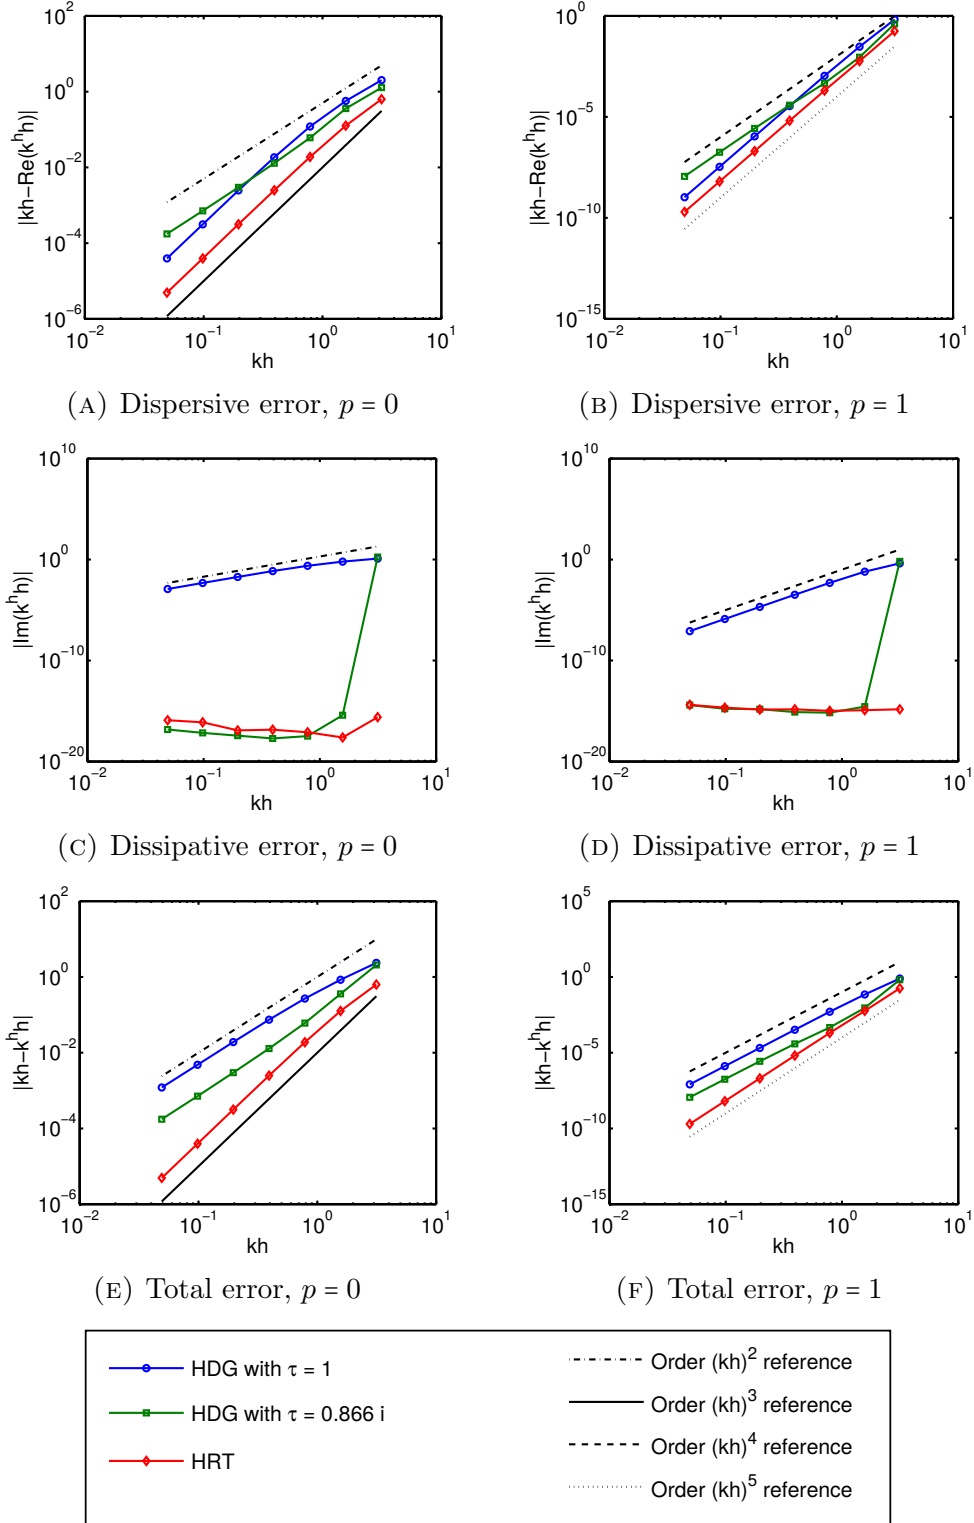 10^2
10^0
10^−2
10^−4
10^−6
|kh−Re(k^h h)|
10^−2 10^−1 10^0 10^1
kh
(A) Dispersive error, p = 0
10^0
10^−5
10^−10
10^−15
|kh−Re(k^h h)|
10^−2 10^−1 10^0 10^1
kh
(B) Dispersive error, p = 1
10^10
10^0
10^−10
10^−20
|Im(k^h h)|
10^−2 10^−1 10^0 10^1
kh
(C) Dissipative error, p = 0
10^10
10^0
10^−10
10^−20
|Im(k^h h)|
10^−2 10^−1 10^0 10^1
kh
(D) Dissipative error, p = 1
10^2
10^0
10^−2
10^−4
10^−6
|kh−k^h h|
10^−2 10^−1 10^0 10^1
kh
(E) Total error, p = 0
10^5
10^0
10^−5
10^−10
10^−15
|kh−k^h h|
10^−2 10^−1 10^0 10^1
kh
(F) Total error, p = 1
HDG with τ = 1
HDG with τ = 0.866 i
HRT
Order (kh)^2 reference
Order (kh)^3 reference
Order (kh)^4 reference
Order (kh)^5 reference